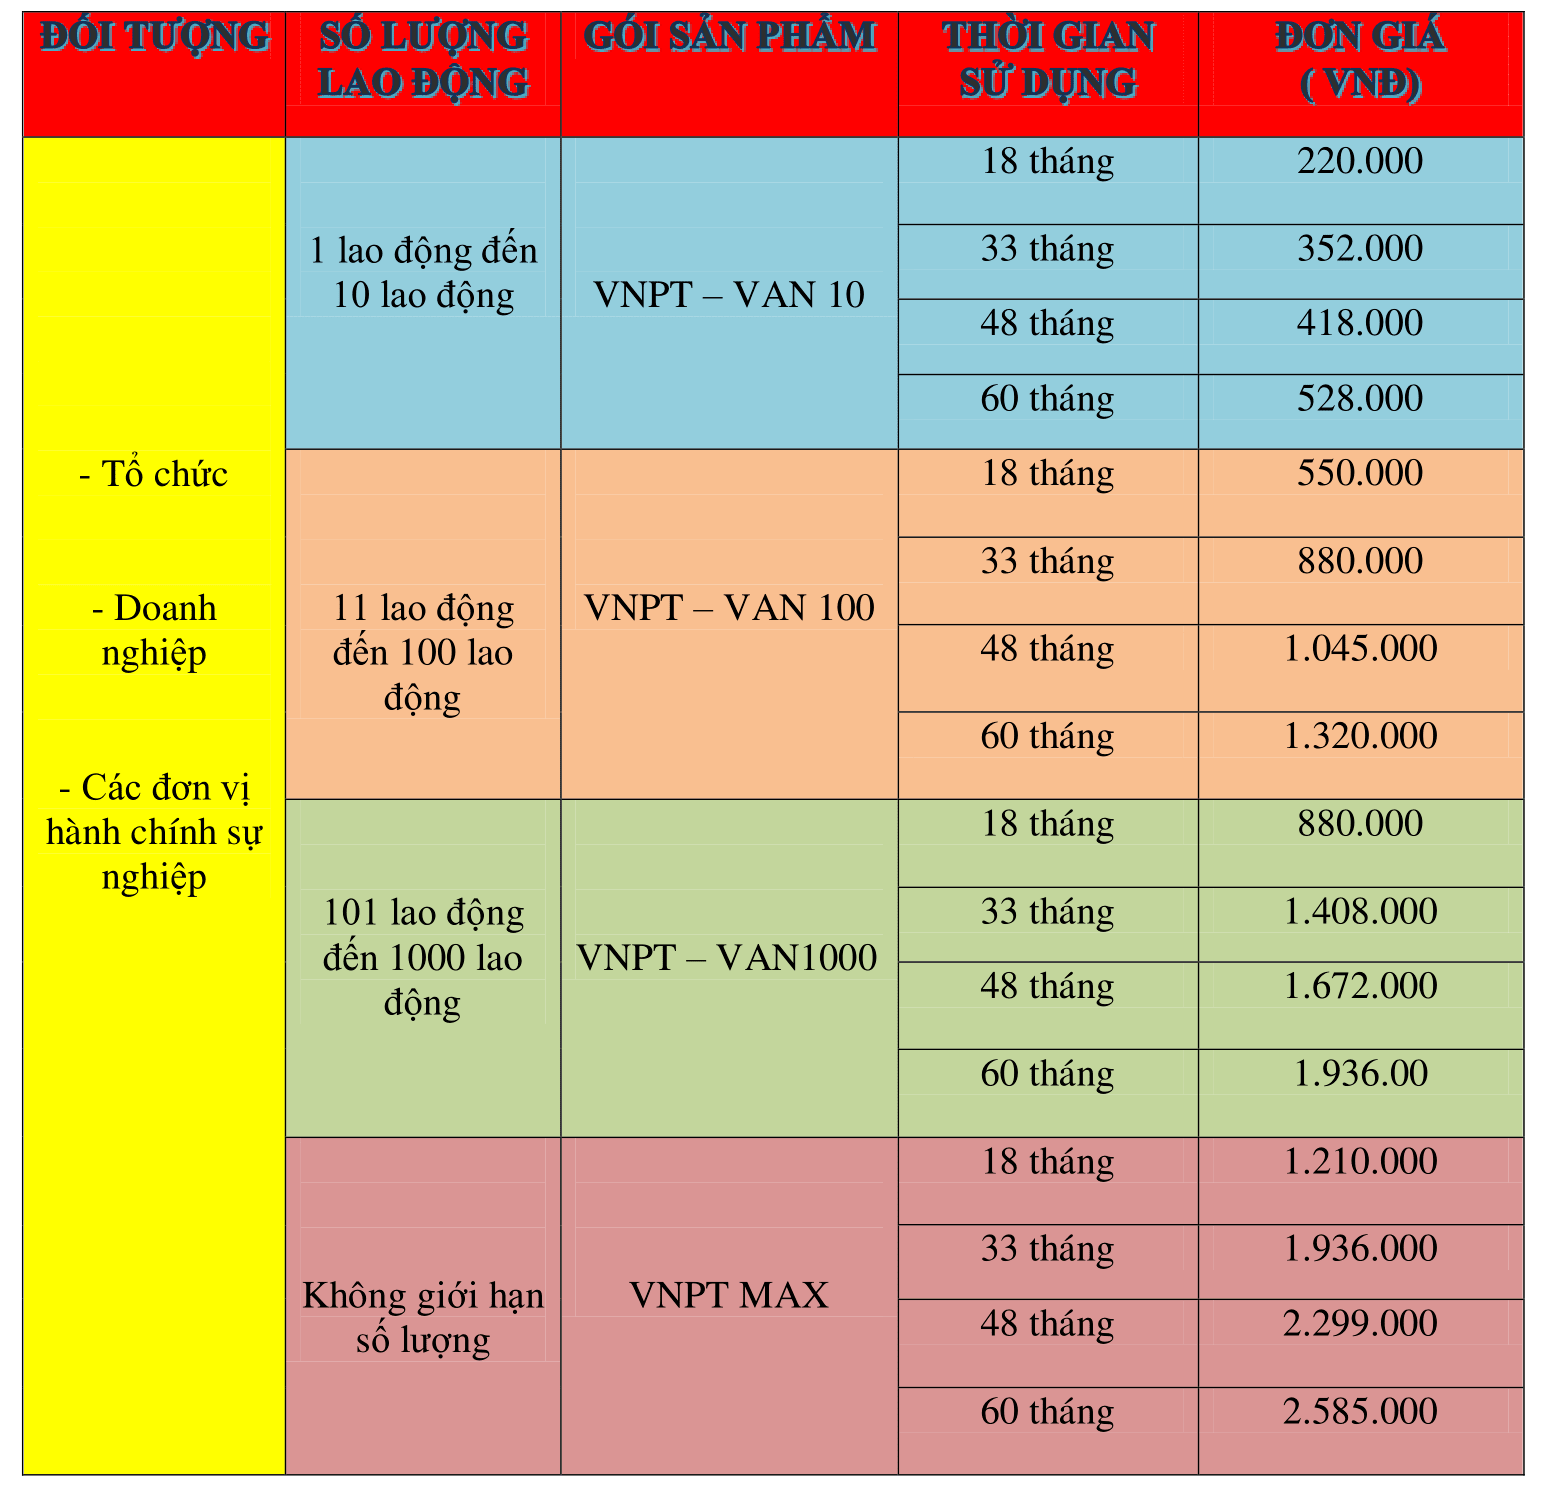 ĐỐI TƯỢNG
SỐ LƯỢNG
LAO ĐỘNG
GÓI SẢN PHẨM
THỜI GIAN
SỬ DỤNG
ĐƠN GIÁ
( VNĐ)
- Tổ chức
- Doanh
nghiệp
- Các đơn vị
hành chính sự
nghiệp
1 lao động đến
10 lao động
VNPT – VAN 10
18 tháng
220.000
33 tháng
352.000
48 tháng
418.000
60 tháng
528.000
11 lao động
đến 100 lao
động
VNPT – VAN 100
18 tháng
550.000
33 tháng
880.000
48 tháng
1.045.000
60 tháng
1.320.000
101 lao động
đến 1000 lao
động
VNPT – VAN1000
18 tháng
880.000
33 tháng
1.408.000
48 tháng
1.672.000
60 tháng
1.936.00
Không giới hạn
số lượng
VNPT MAX
18 tháng
1.210.000
33 tháng
1.936.000
48 tháng
2.299.000
60 tháng
2.585.000